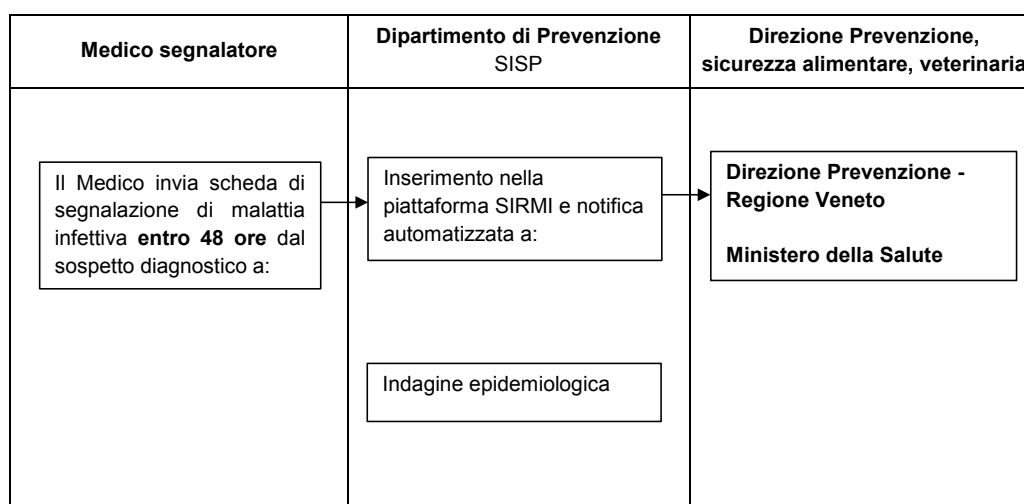 Medico segnalatore
Dipartimento di Prevenzione
SISP
Direzione Prevenzione,
sicurezza alimentare, veterinaria
Il Medico invia scheda di
segnalazione di malattia
infettiva entro 48 ore dal
sospetto diagnostico a:
Inserimento nella
piattaforma SIRMI e notifica
automatizzata a:
Direzione Prevenzione -
Regione Veneto
Ministero della Salute
Indagine epidemiologica